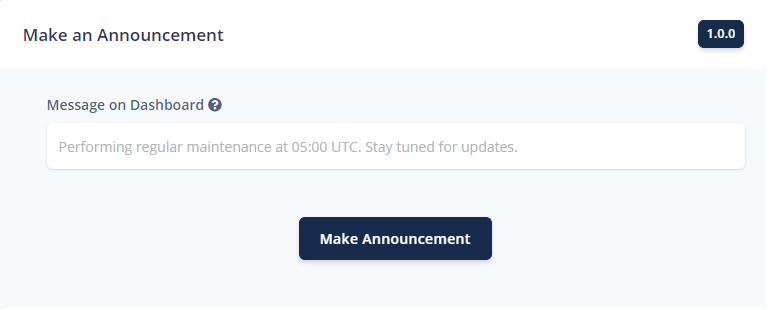 Make an Announcement
1.0.0
Message on Dashboard
Performing regular maintenance at 05:00 UTC. Stay tuned for updates.
Make Announcement